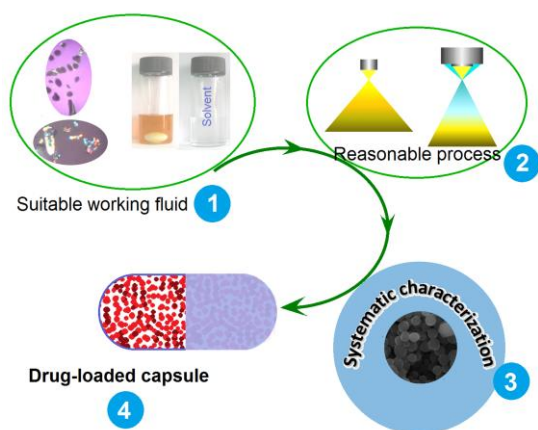 Solvent
Suitable working fluid
1
Reasonable process
2
Systematic characterization
3
Drug-loaded capsule
4